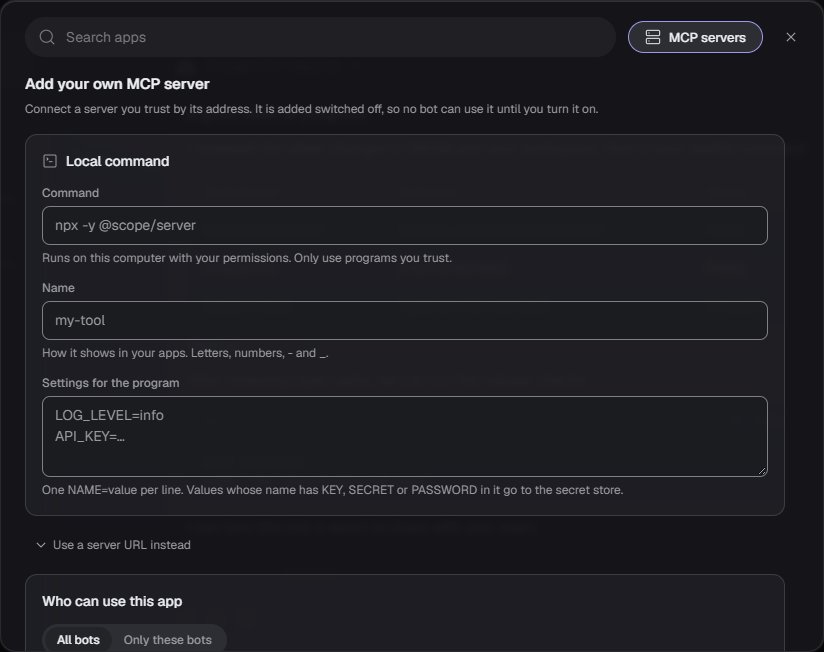 Search apps
MCP servers
Add your own MCP server
Connect a server you trust by its address. It is added switched off, so no bot can use it until you turn it on.
Local command
Command
npx -y @scope/server
Runs on this computer with your permissions. Only use programs you trust.
Name
my-tool
How it shows in your apps. Letters, numbers, - and _.
Settings for the program
LOG_LEVEL=info
API_KEY=…
One NAME=value per line. Values whose name has KEY, SECRET or PASSWORD in it go to the secret store.
Use a server URL instead
Who can use this app
All bots
Only these bots